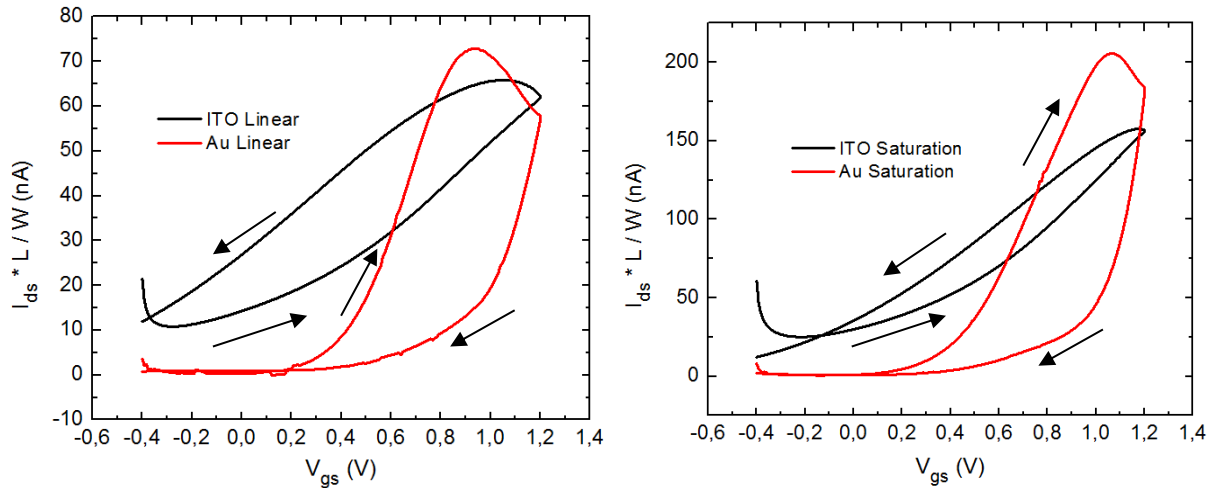 80
70
60
50
40
30
20
10
0
-10
I_ds * L / W (nA)
ITO Linear
Au Linear
-0,6 -0,4 -0,2 0,0 0,2 0,4 0,6 0,8 1,0 1,2 1,4
V_gs (V)
200
150
100
50
0
I_ds * L / W (nA)
ITO Saturation
Au Saturation
-0,6 -0,4 -0,2 0,0 0,2 0,4 0,6 0,8 1,0 1,2 1,4
V_gs (V)